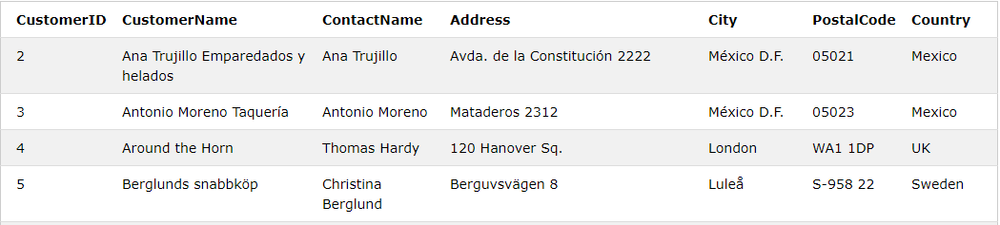 CustomerID CustomerName ContactName Address City PostalCode Country
2 Ana Trujillo Emparedados y helados Ana Trujillo Avda. de la Constitución 2222 México D.F. 05021 Mexico
3 Antonio Moreno Taquería Antonio Moreno Mataderos 2312 México D.F. 05023 Mexico
4 Around the Horn Thomas Hardy 120 Hanover Sq. London WA1 1DP UK
5 Berglunds snabbköp Christina Berglund Berguvsvägen 8 Luleå S-958 22 Sweden